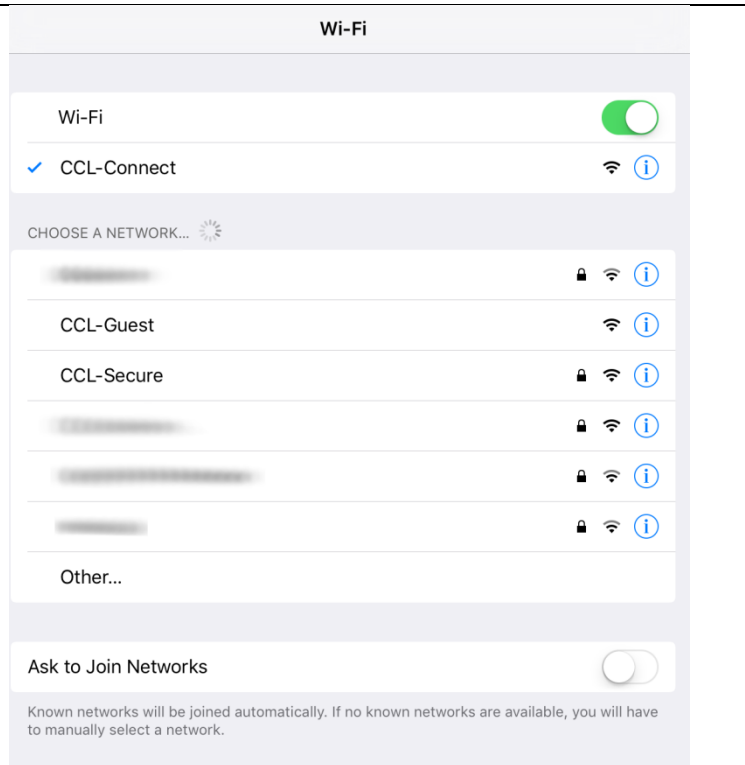 Wi-Fi
Wi-Fi
CCL-Connect
CHOOSE A NETWORK...
CCL-Guest
CCL-Secure
Other...
Ask to Join Networks
Known networks will be joined automatically. If no known networks are available, you will have
to manually select a network.